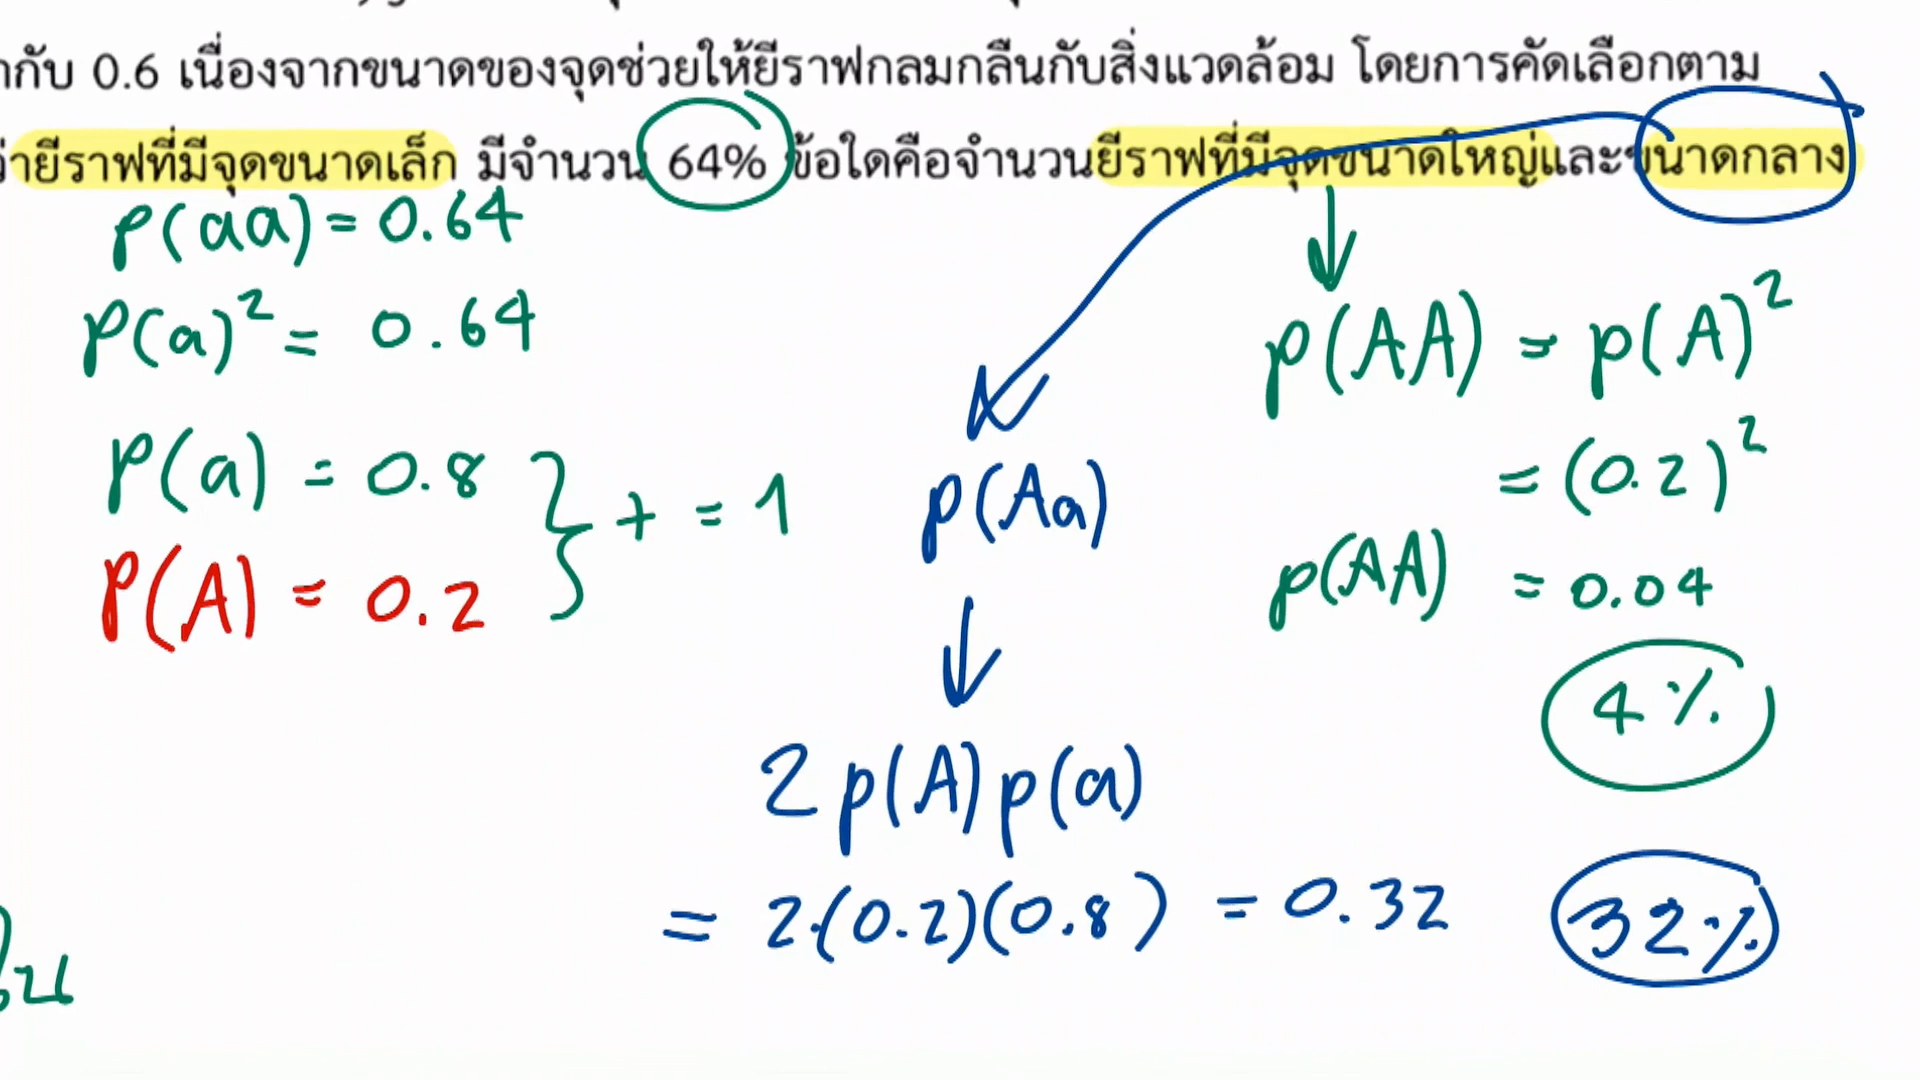 ากับ 0.6 เนื่องจากขนาดของจุดช่วยให้ยีราฟกลมกลืนกับสิ่งแวดล้อม โดยการคัดเลือกตาม
ว่ายีราฟที่มีจุดขนาดเล็ก มีจำนวน 64% ข้อใดคือจำนวนยีราฟที่มีจุดขนาดใหญ่และขนาดกลาง
p(aa) = 0.64
p(a)² = 0.64
p(a) = 0.8
p(A) = 0.2
+ = 1
p(Aa)
2p(A)p(a)
= 2·(0.2)(0.8) = 0.32
32%
p(AA) = p(A)²
= (0.2)²
p(AA) = 0.04
4%